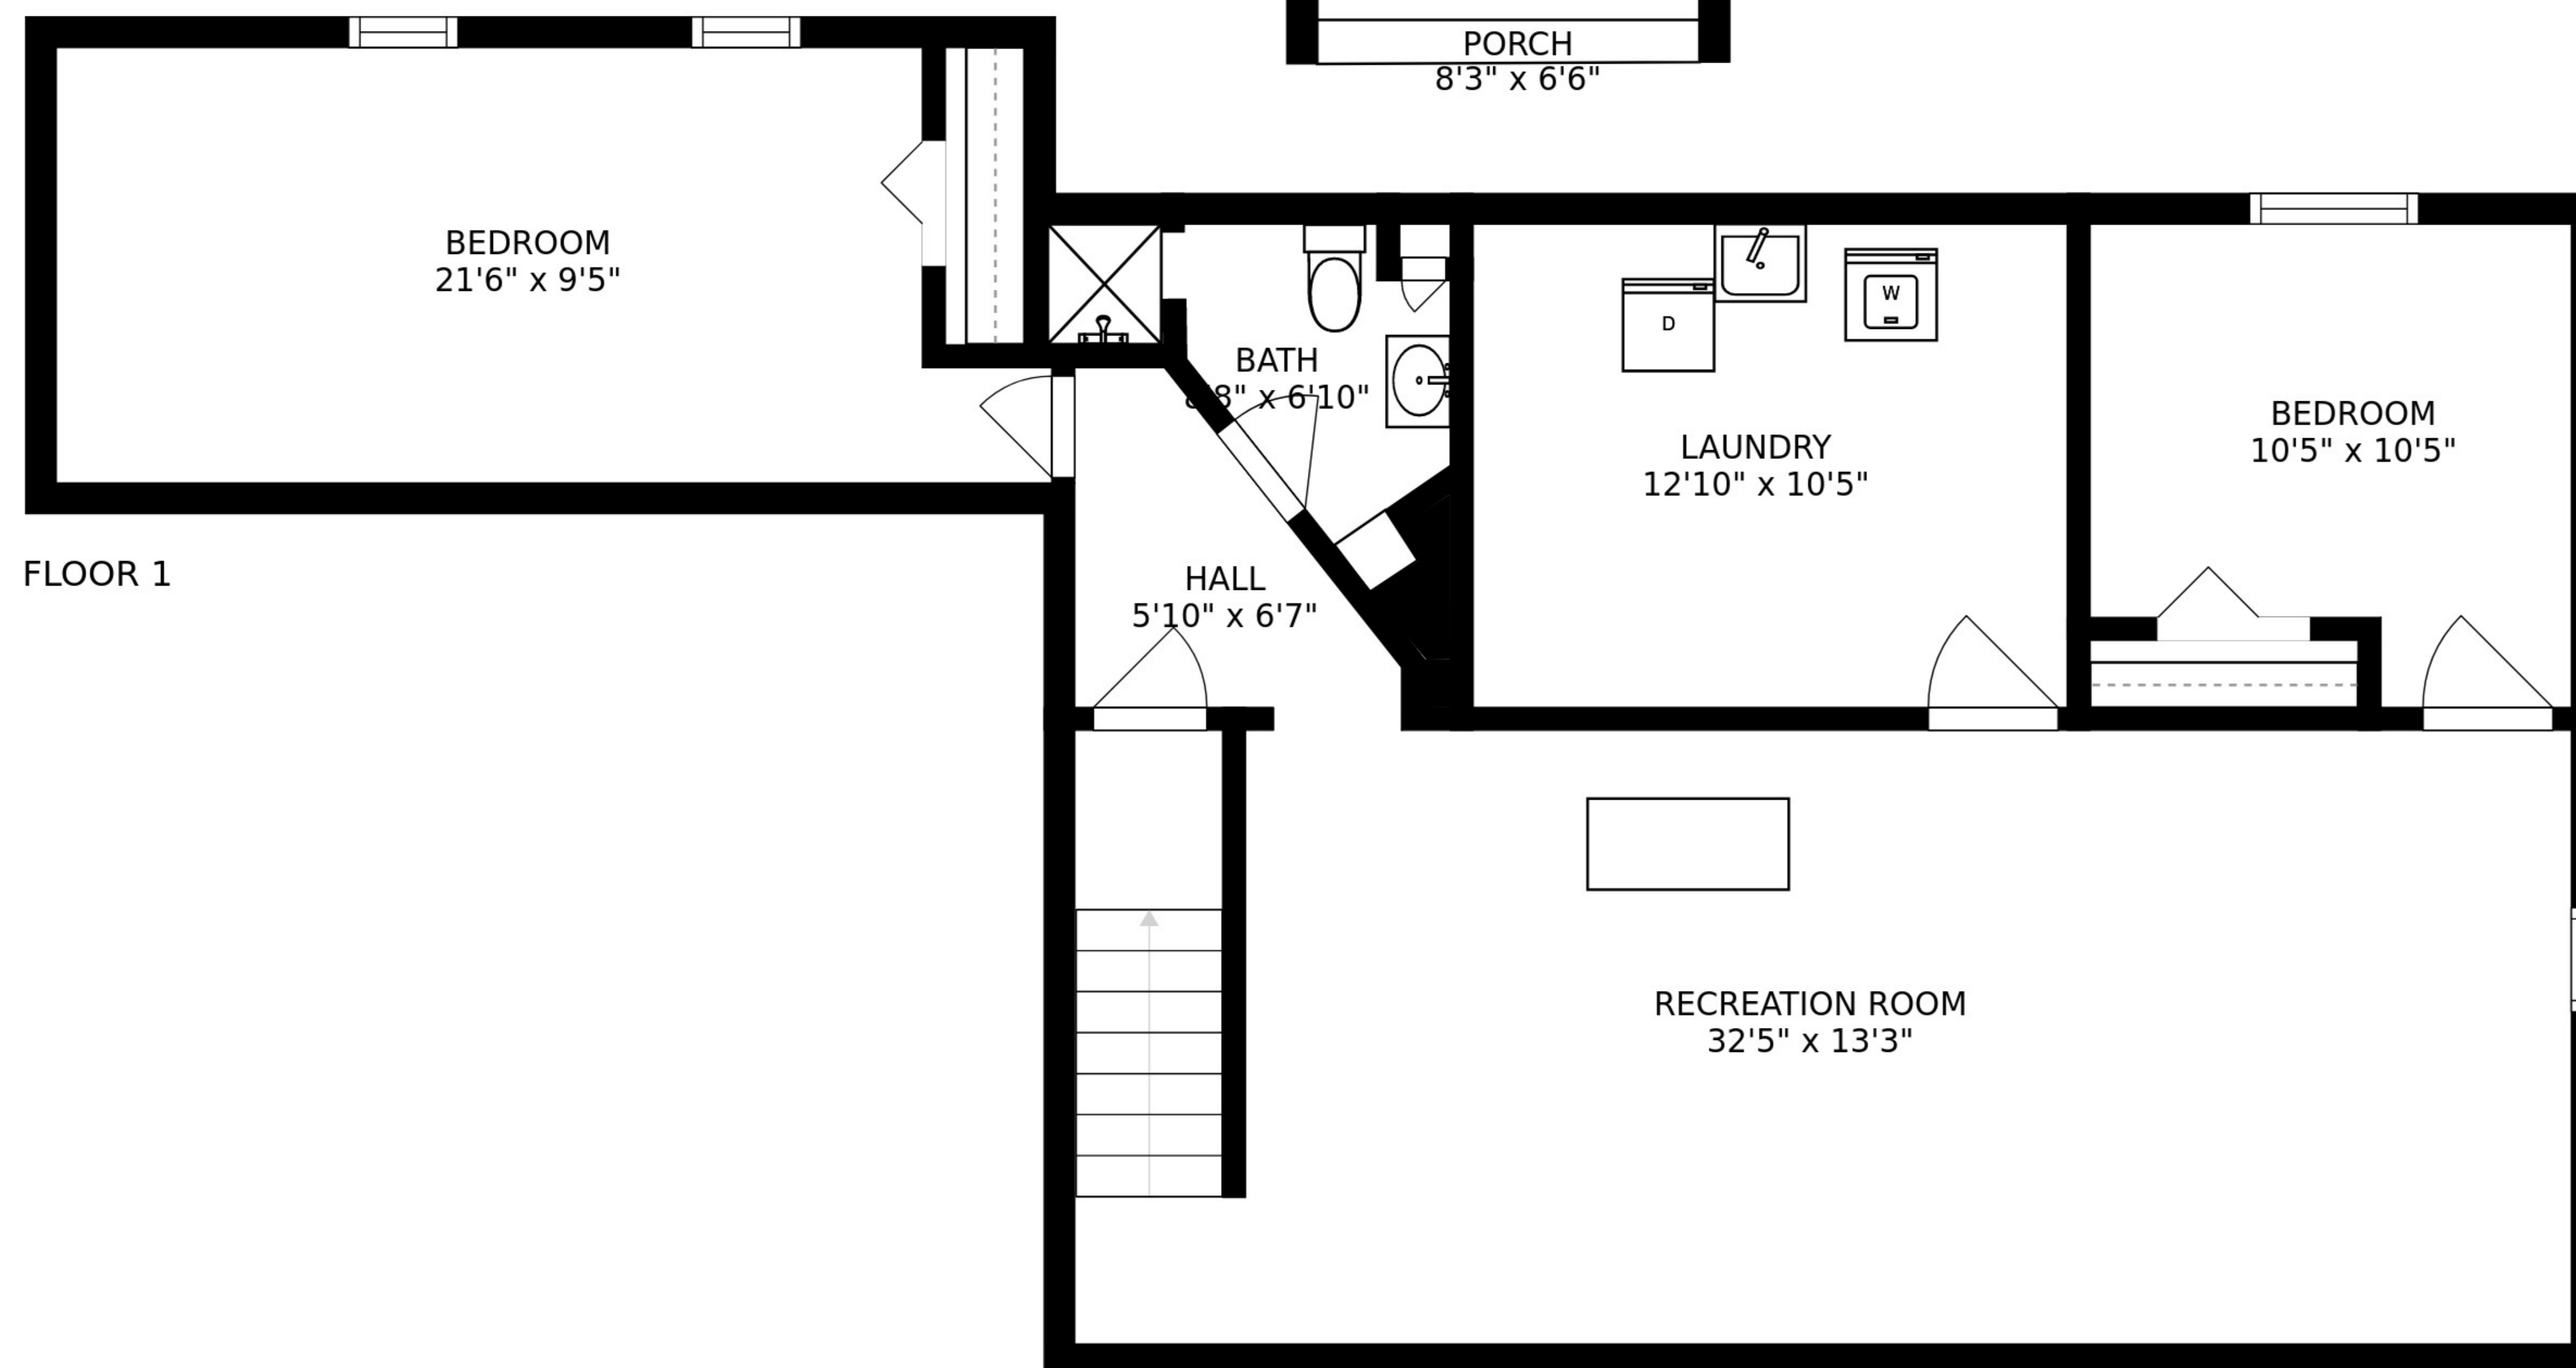 PORCH
8'3" x 6'6"
BEDROOM
21'6" x 9'5"
BATH
8" x 6'10"
D
W
LAUNDRY
12'10" x 10'5"
BEDROOM
10'5" x 10'5"
FLOOR 1
HALL
5'10" x 6'7"
RECREATION ROOM
32'5" x 13'3"